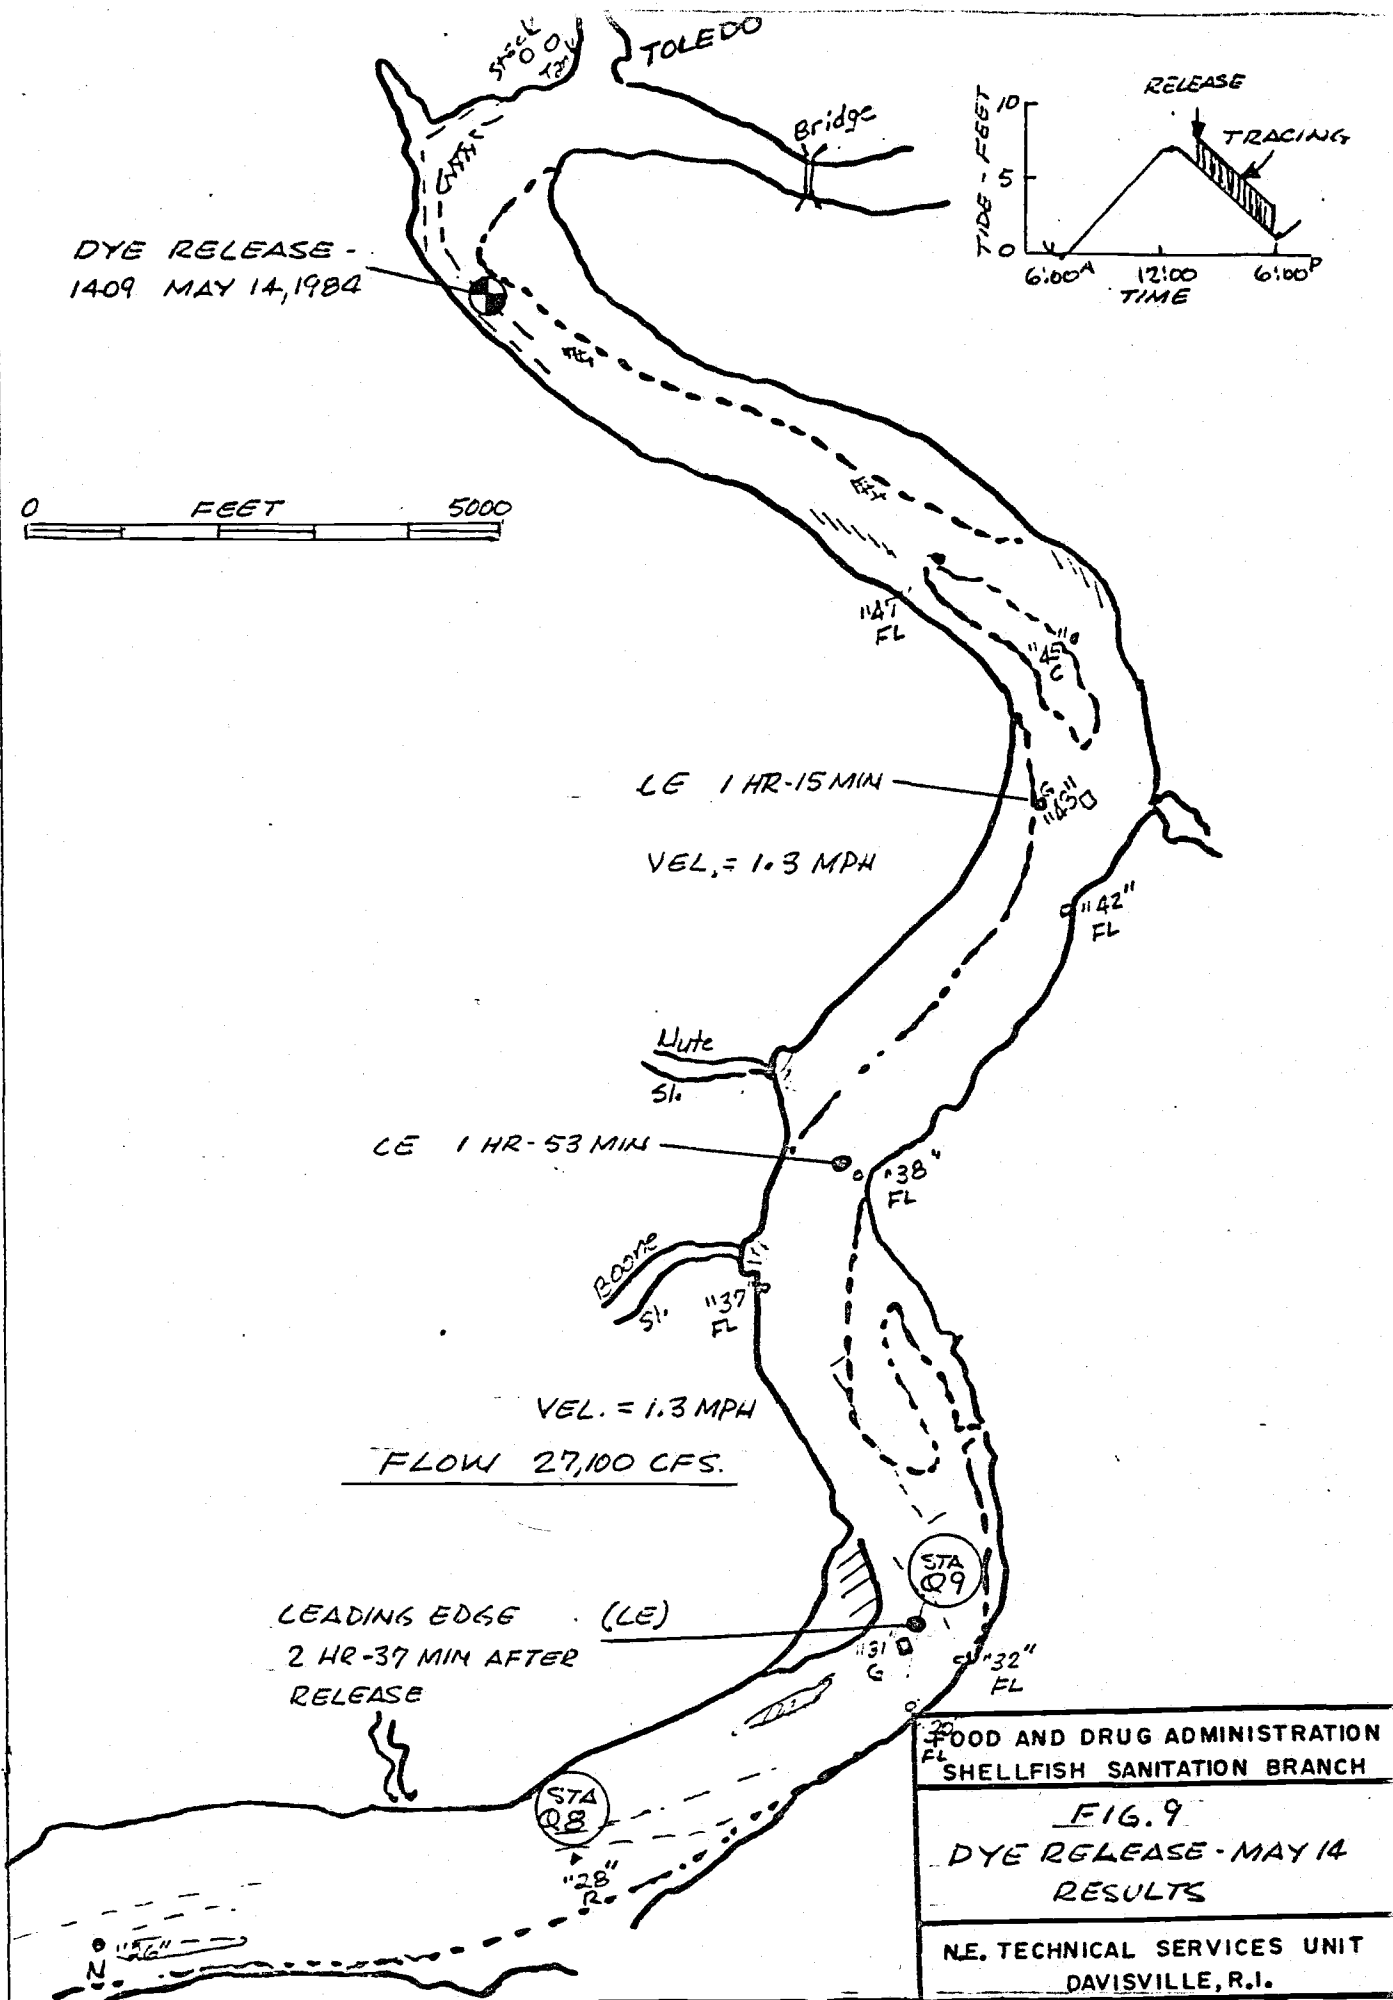 Stack
Tank
TOLEDO
Bridge
RELEASE
TRACING
TIDE - FEET
10
5
0
6:00A 12:00 6:00P
TIME
DYE RELEASE -
1409 MAY 14, 1984
0 FEET 5000
"47
FL
"45"
C
LE 1 HR-15 MIN
G
"43"
VEL. = 1.3 MPH
"42"
FL
Nute
Sl.
LE 1 HR-53 MIN
"38"
FL
Boone
Sl.
"37
FL
VEL. = 1.3 MPH
FLOW 27,100 CFS.
STA
Q9
LEADING EDGE (LE)
2 HR-37 MIN AFTER
RELEASE
"31
G
"32"
FL
FL
STA
Q8
"28"
R
"26"
N
FOOD AND DRUG ADMINISTRATION
SHELLFISH SANITATION BRANCH
FIG. 9
DYE RELEASE - MAY 14
RESULTS
N.E. TECHNICAL SERVICES UNIT
DAVISVILLE, R.I.